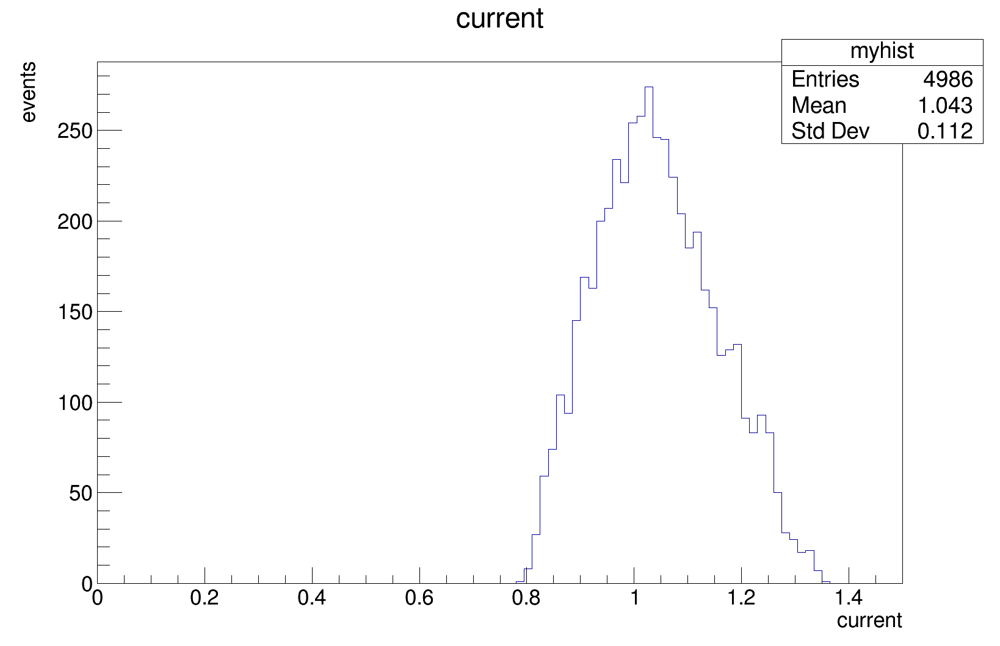 current
myhist
Entries 4986
Mean 1.043
Std Dev 0.112
events
250
200
150
100
50
0
0 0.2 0.4 0.6 0.8 1 1.2 1.4
current